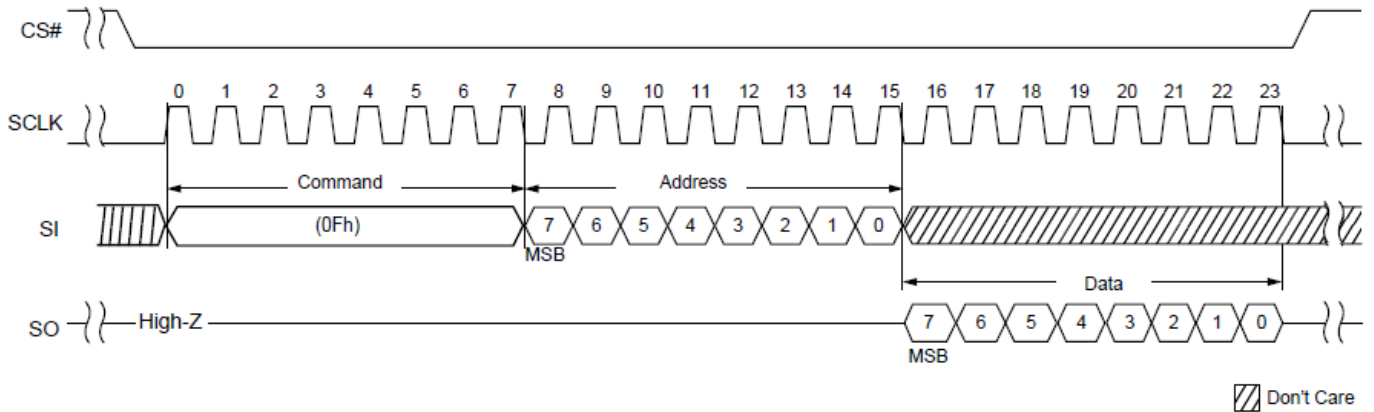 CS#
0 1 2 3 4 5 6 7 8 9 10 11 12 13 14 15 16 17 18 19 20 21 22 23
SCLK
Command Address
SI (0Fh) 7 6 5 4 3 2 1 0
MSB
Data
SO High-Z 7 6 5 4 3 2 1 0
MSB
Don't Care